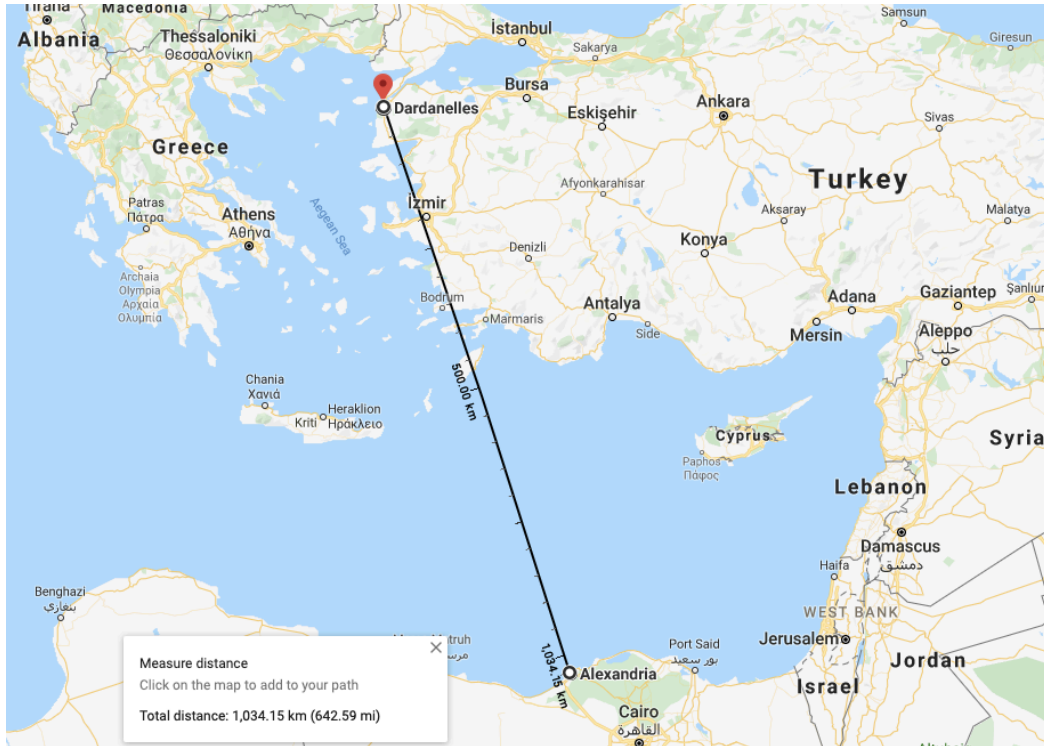 Tirana
Macedonia
Albania
Thessaloniki
Θεσσαλονίκη
İstanbul
Sakarya
Samsun
Giresun
Dardanelles
Bursa
Eskişehir
Ankara
Sivas
Greece
Turkey
Afyonkarahisar
Patras
Πάτρα
Athens
Αθήνα
Aegean Sea
İzmir
Aksaray
Malatya
Denizli
Konya
Archaia
Olympia
Αρχαία
Ολυμπία
Bodrum
Marmaris
Antalya
Side
Adana
Mersin
Gaziantep
Şanlıur
Aleppo
حلب
500.00 km
Chania
Χανιά
Kriti
Heraklion
Ηράκλειο
Cyprus
Paphos
Πάφος
Syria
Lebanon
Damascus
دمشق
Haifa
Benghazi
بنغازي
WEST BANK
Port Said
بور سعيد
Jerusalem
Jordan
Israel
1,034.15 km
Alexandria
Cairo
القاهرة
Measure distance
Click on the map to add to your path
Total distance: 1,034.15 km (642.59 mi)